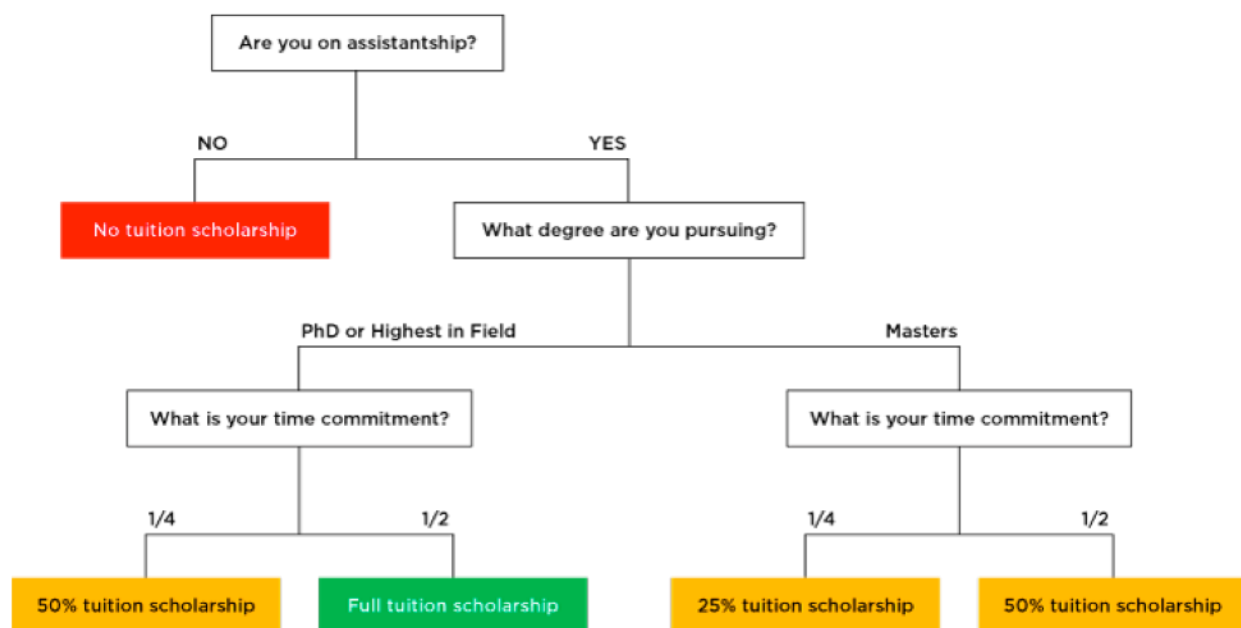 Are you on assistantship?
NO
YES
No tuition scholarship
What degree are you pursuing?
PhD or Highest in Field
Masters
What is your time commitment?
What is your time commitment?
1/4
1/2
1/4
1/2
50% tuition scholarship
Full tuition scholarship
25% tuition scholarship
50% tuition scholarship